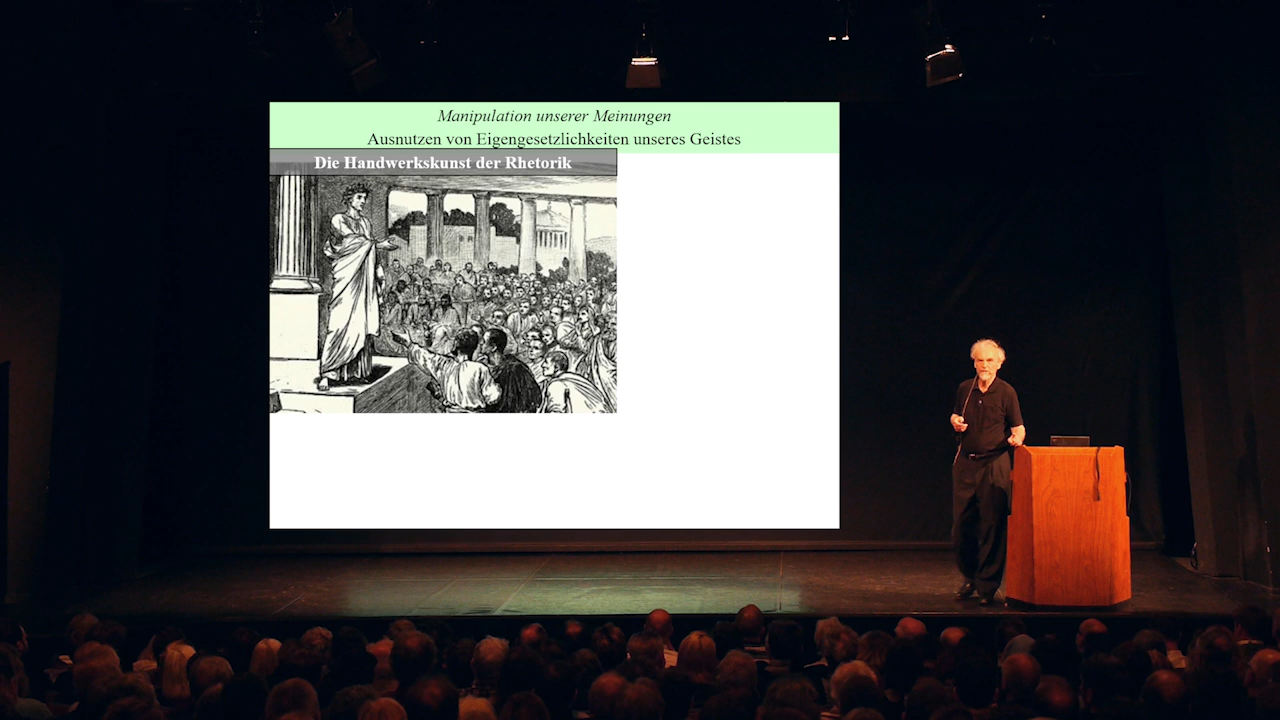 Manipulation unserer Meinungen
Ausnutzen von Eigengesetzlichkeiten unseres Geistes
Die Handwerkskunst der Rhetorik